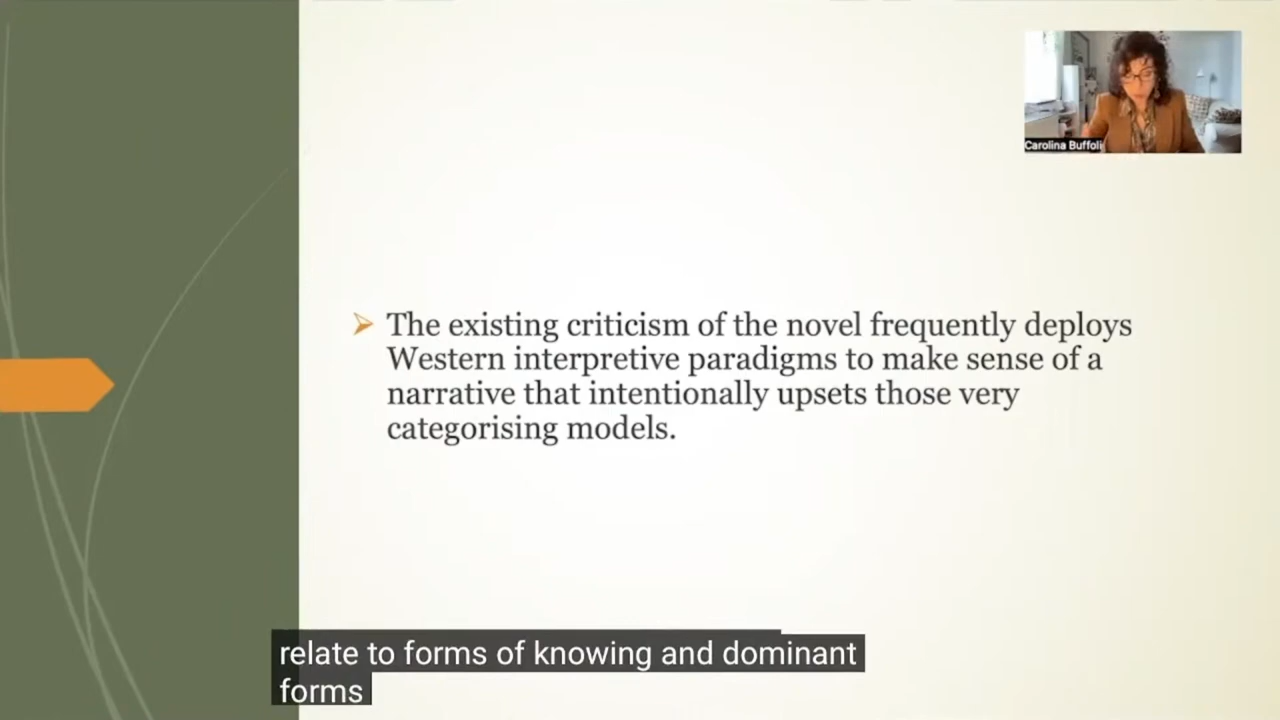 Carolina Buffoli
The existing criticism of the novel frequently deploys
Western interpretive paradigms to make sense of a
narrative that intentionally upsets those very
categorising models.
relate to forms of knowing and dominant
forms